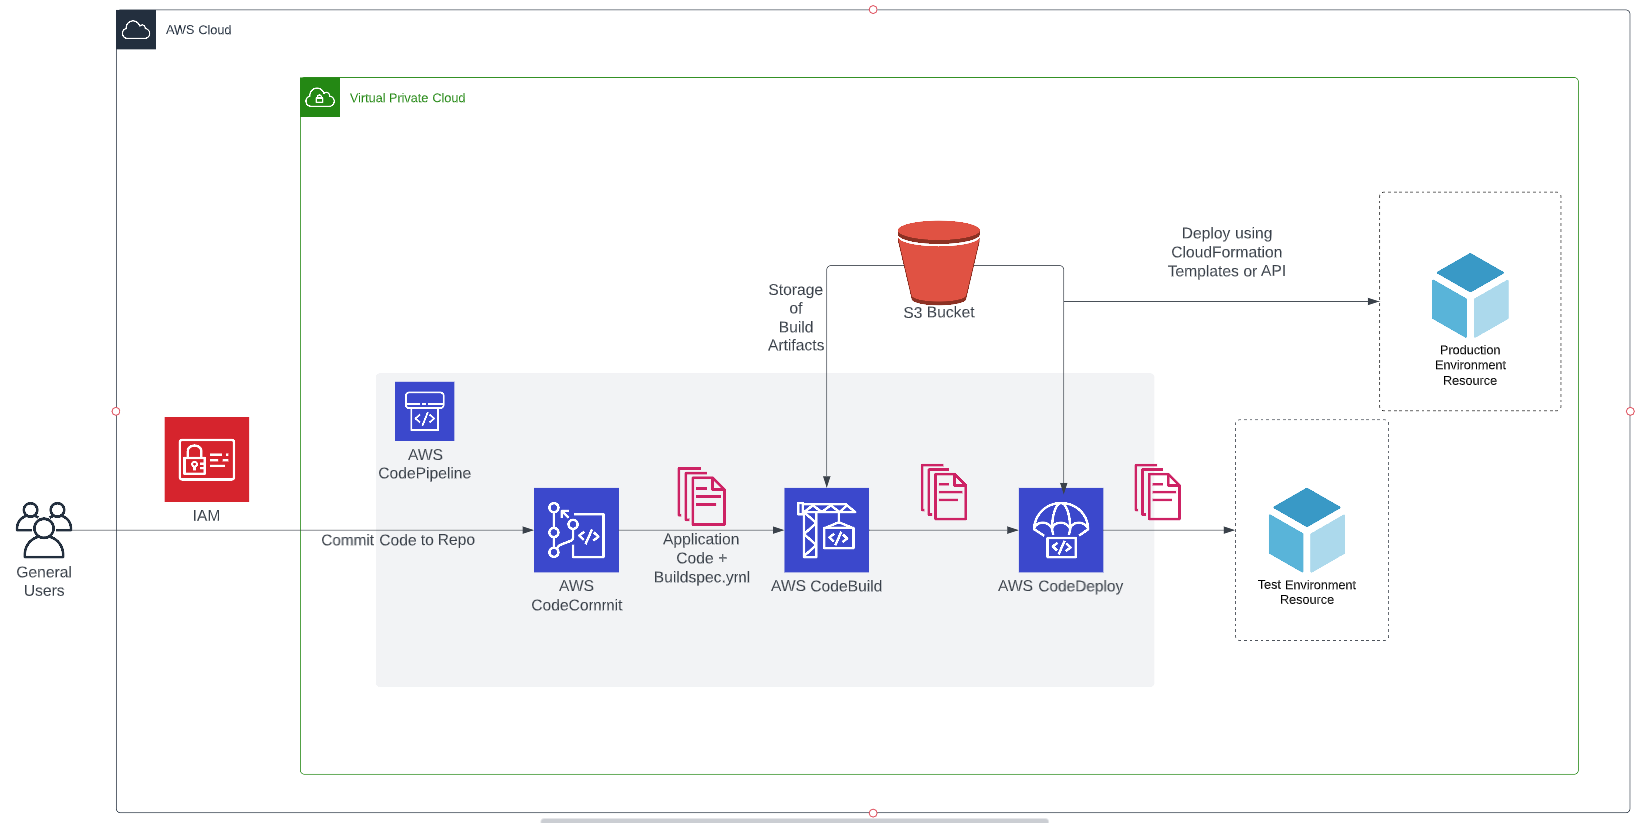 AWS Cloud
Virtual Private Cloud
Deploy using
CloudFormation
Templates or API
Storage
of
Build
Artifacts
S3 Bucket
Production
Environment
Resource
AWS
CodePipeline
IAM
General
Users
Commit Code to Repo
AWS
CodeCommit
Application
Code +
Buildspec.yml
AWS CodeBuild
AWS CodeDeploy
Test Environment
Resource